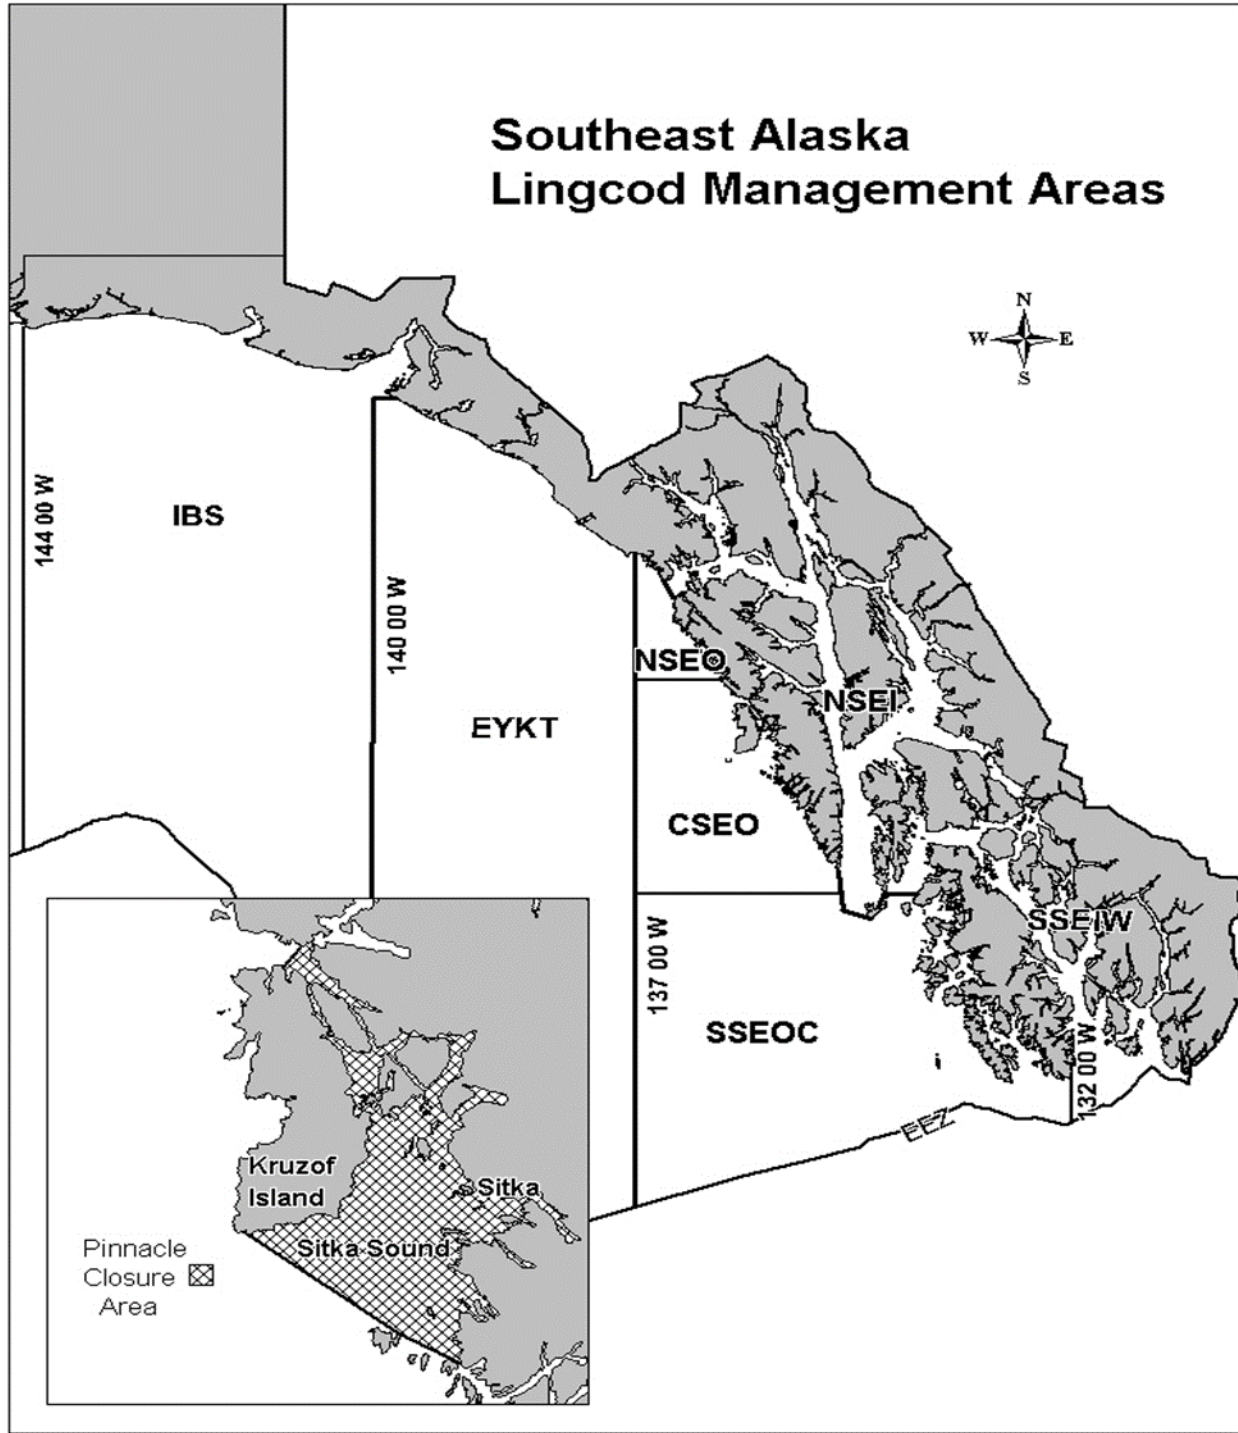 Southeast Alaska
Lingcod Management Areas
N
W E
S
144 00 W
IBS
140 00 W
EYKT
NSEO
NSEI
CSEO
137 00 W
SSEIW
SSEOC
132 00 W
EEZ
Kruzof
Island
Sitka
Sitka Sound
Pinnacle
Closure
Area